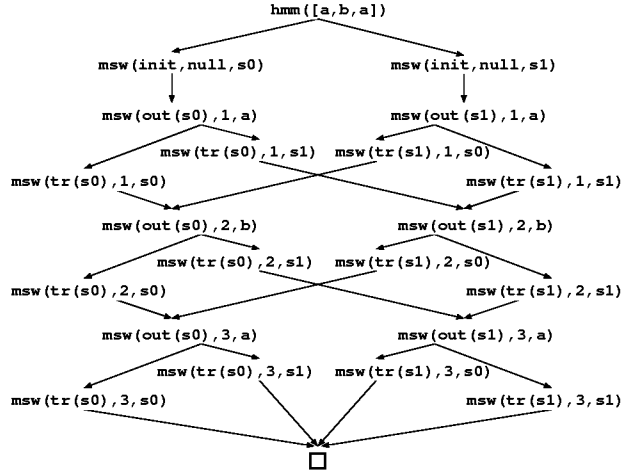 hmm([a,b,a])
msw(init,null,s0) msw(init,null,s1)
msw(out(s0),1,a) msw(out(s1),1,a)
msw(tr(s0),1,s1) msw(tr(s1),1,s0)
msw(tr(s0),1,s0) msw(tr(s1),1,s1)
msw(out(s0),2,b) msw(out(s1),2,b)
msw(tr(s0),2,s1) msw(tr(s1),2,s0)
msw(tr(s0),2,s0) msw(tr(s1),2,s1)
msw(out(s0),3,a) msw(out(s1),3,a)
msw(tr(s0),3,s1) msw(tr(s1),3,s0)
msw(tr(s0),3,s0) msw(tr(s1),3,s1)